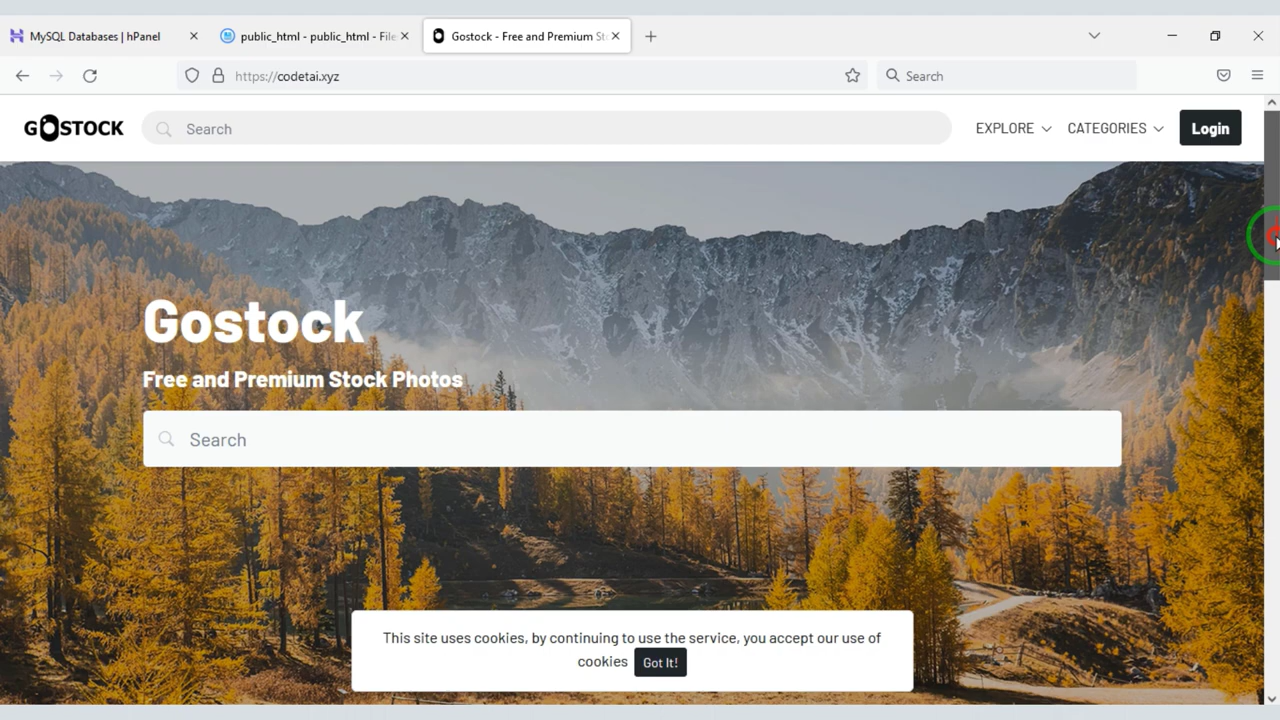 MySQL Databases | hPanel
public_html - public_html - File
Gostock - Free and Premium St
https://codetai.xyz
Search
GOSTOCK
Search
EXPLORE
CATEGORIES
Login
Gostock
Free and Premium Stock Photos
Search
This site uses cookies, by continuing to use the service, you accept our use of
cookies Got It!